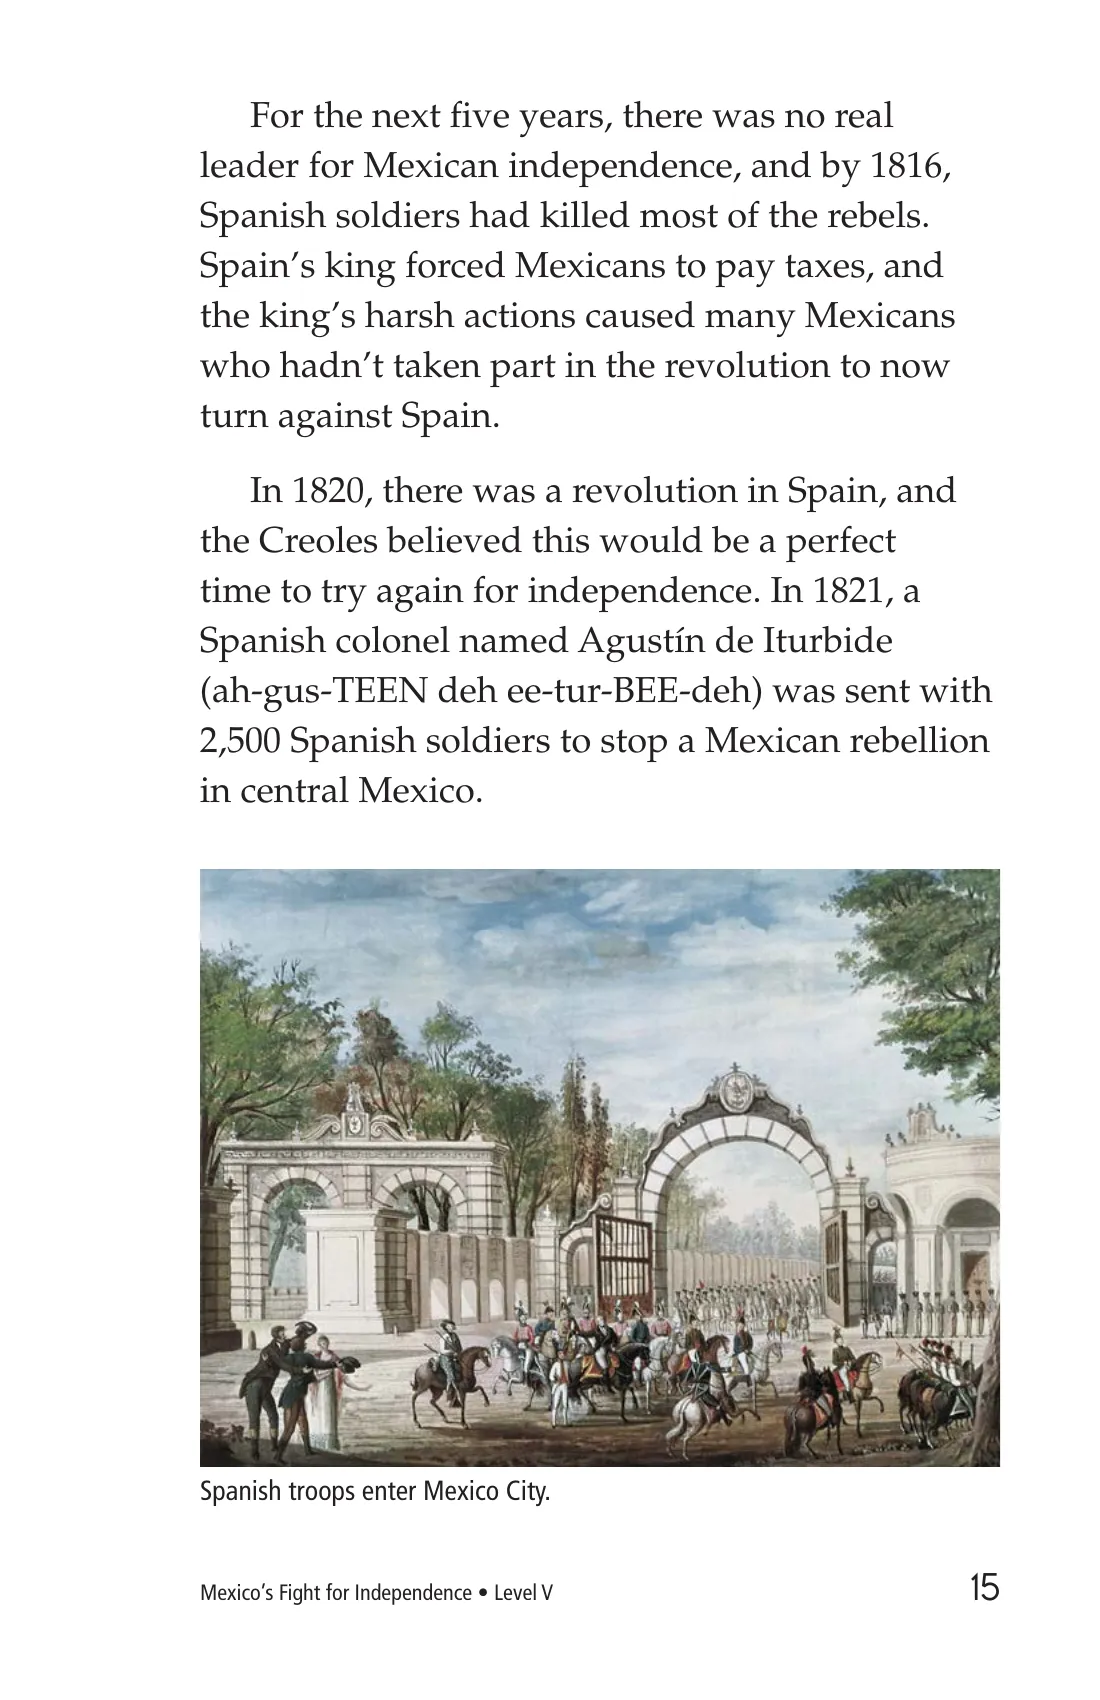 For the next five years, there was no real
leader for Mexican independence, and by 1816,
Spanish soldiers had killed most of the rebels.
Spain’s king forced Mexicans to pay taxes, and
the king’s harsh actions caused many Mexicans
who hadn’t taken part in the revolution to now
turn against Spain.
In 1820, there was a revolution in Spain, and
the Creoles believed this would be a perfect
time to try again for independence. In 1821, a
Spanish colonel named Agustín de Iturbide
(ah-gus-TEEN deh ee-tur-BEE-deh) was sent with
2,500 Spanish soldiers to stop a Mexican rebellion
in central Mexico.
Spanish troops enter Mexico City.
Mexico’s Fight for Independence • Level V 15